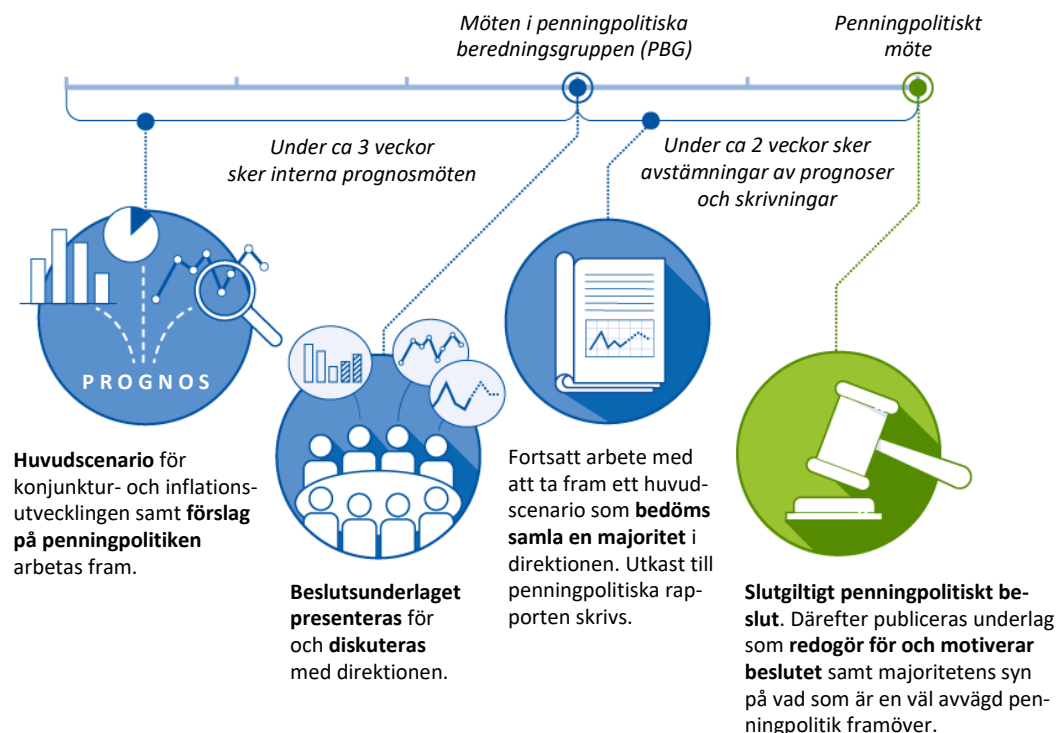 Möten i penningpolitiska
beredningsgruppen (PBG)
Penningpolitiskt
möte
Under ca 3 veckor
sker interna prognosmöten
Under ca 2 veckor sker
avstämningar av prognoser
och skrivningar
PROGNOS
Huvudscenario för
konjunktur- och inflations-
utvecklingen samt förslag
på penningpolitiken
arbetas fram.
Beslutsunderlaget
presenteras för
och diskuteras
med direktionen.
Fortsatt arbete med
att ta fram ett huvud-
scenario som bedöms
samla en majoritet i
direktionen. Utkast till
penningpolitiska rap-
porten skrivs.
Slutgiltigt penningpolitiskt be-
slut. Därefter publiceras underlag
som redogör för och motiverar
beslutet samt majoritetens syn
på vad som är en väl avvägd pen-
ningpolitik framöver.